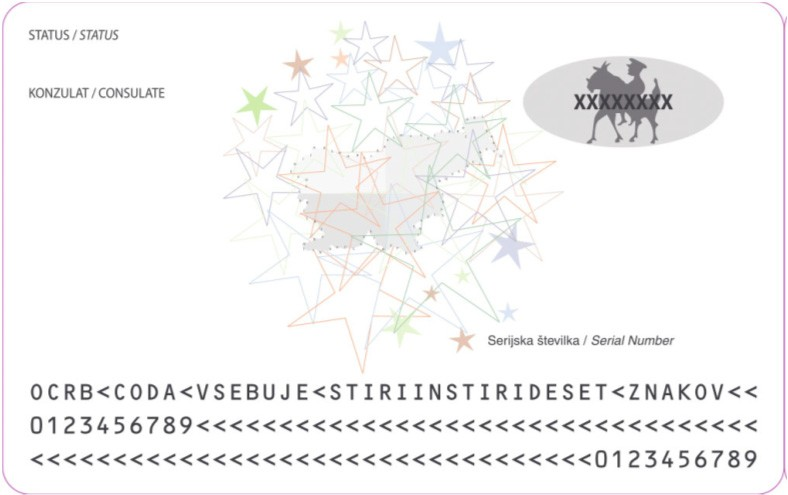 STATUS / STATUS
KONZULAT / CONSULATE
XXXXXXXX
Serijska številka / Serial Number
OCRB<CODA<VSEBUJE<STIRIINSTIRIDESET<ZNAKOV<<
0123456789<<<<<<<<<<<<<<<<<<<<<<<<<<<<<<<<<<
<<<<<<<<<<<<<<<<<<<<<<<<<<<<<<<<<<0123456789